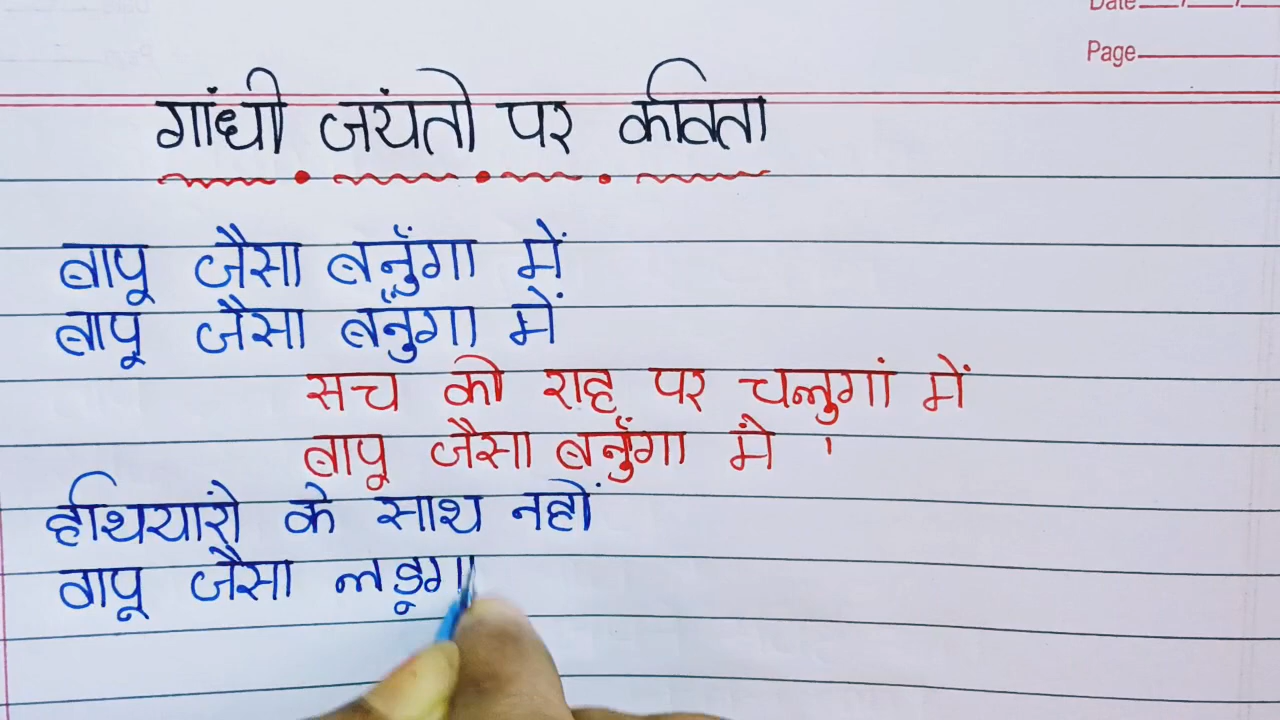 Date / /
Page
गांधी जयंती पर कविता
बापू जैसा बनुँगा में
बापू जैसा बनुँगा में
सच की राह पर चलुगां में
बापू जैसा बनुँगा में ।
हथियारों के साथ नहीं
बापू जैसा लडूगा